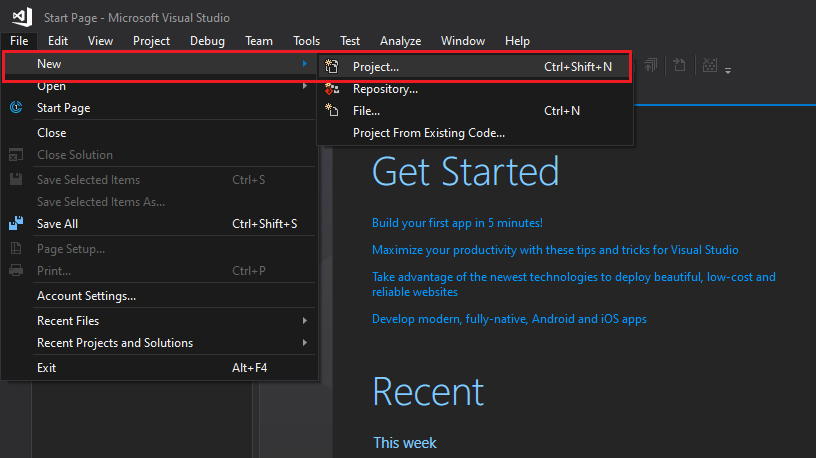 Start Page - Microsoft Visual Studio
File Edit View Project Debug Team Tools Test Analyze Window Help
New
Project... Ctrl+Shift+N
Open
Repository...
Start Page
File... Ctrl+N
Close
Project From Existing Code...
Close Solution
Save Selected Items Ctrl+S
Save Selected Items As...
Save All Ctrl+Shift+S
Page Setup...
Print... Ctrl+P
Account Settings...
Recent Files
Recent Projects and Solutions
Exit Alt+F4
Get Started
Build your first app in 5 minutes!
Maximize your productivity with these tips and tricks for Visual Studio
Take advantage of the newest technologies to deploy beautiful, low-cost and
reliable websites
Develop modern, fully-native, Android and iOS apps
Recent
This week